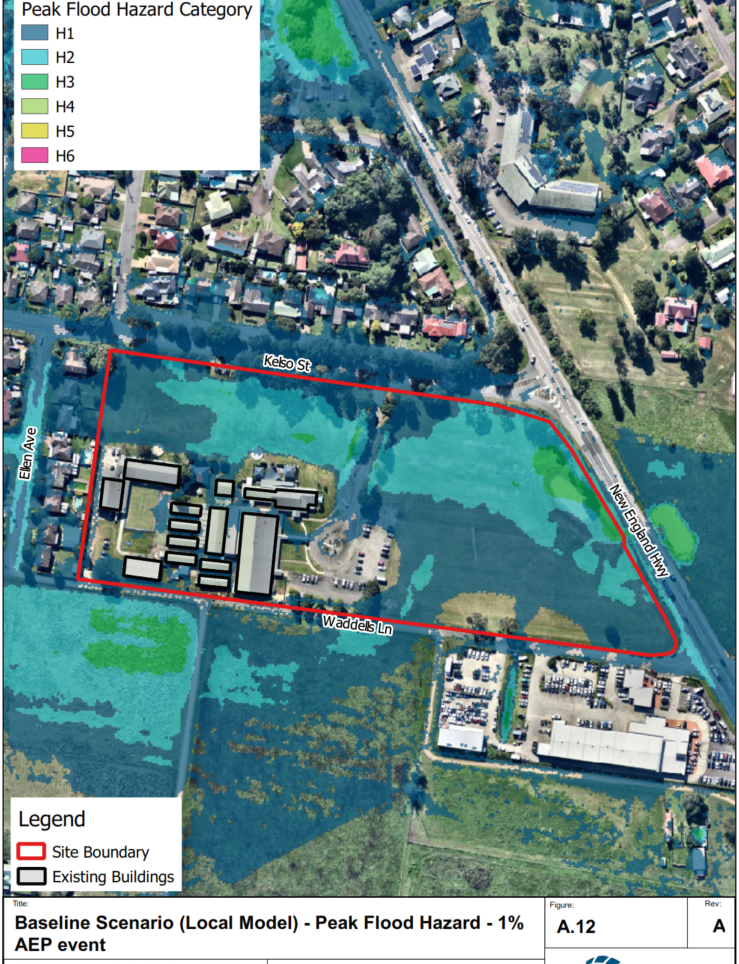 Peak Flood Hazard Category
H1
H2
H3
H4
H5
H6
Kelso St
Ellen Ave
New England Hwy
Waddells Ln
Legend
Site Boundary
Existing Buildings
Title:
Baseline Scenario (Local Model) - Peak Flood Hazard - 1%
AEP event
Figure:
A.12
Rev:
A